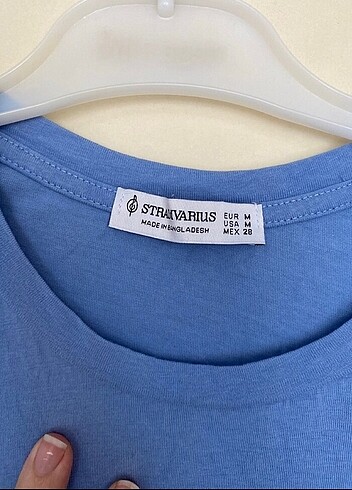 STRADIVARIUS
MADE IN BANGLADESH
EUR M
USA M
MEX 28